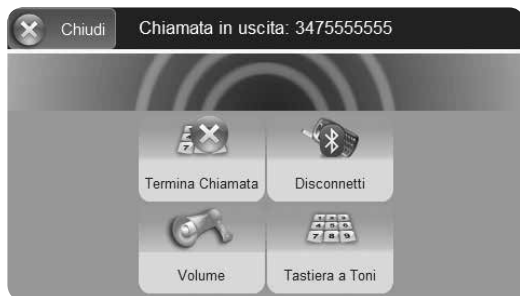 Chiudi
Chiamata in uscita: 3475555555
Termina Chiamata
Disconnetti
Volume
Tastiera a Toni